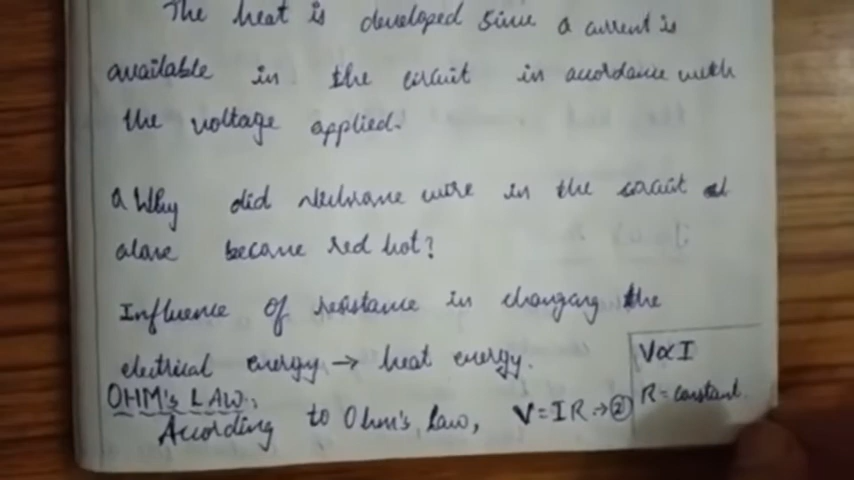 The heat is developed since a current is
available in the circuit in accordance with
the voltage applied.
Q Why did Nichrome wire in the circuit
alone became red hot?
Influence of resistance in changing the
electrical energy → heat energy.
OHM's LAW:
According to Ohm's law, V=IR→②
V∝I
R=constant